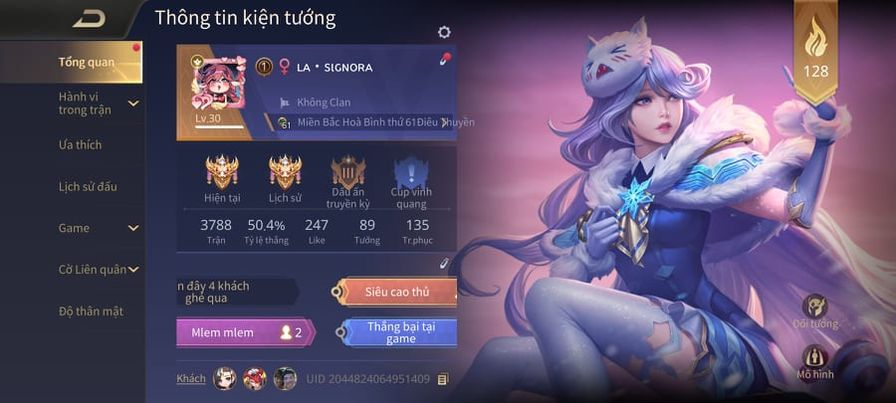 Thông tin kiện tướng
128
Tổng quan
Hành vi
trong trận
Ưa thích
Lịch sử đấu
Game
Cờ Liên quân
Độ thân mật
1
LA • SIGNORA
Không Clan
Lv.30
61
Miền Bắc Hoà Bình thứ 61Điêu Thuyền
Hiện tại
Lịch sử
Dấu ấn
truyền kỳ
Cúp vinh
quang
3788
50.4%
247
89
135
Trận
Tỷ lệ thắng
Like
Tướng
Tr.phục
n đây 4 khách
ghé qua
Siêu cao thủ
Mlem mlem
2
Thắng bại tại
game
Khách
UID 2044824064951409
Đổi tướng
Mô hình